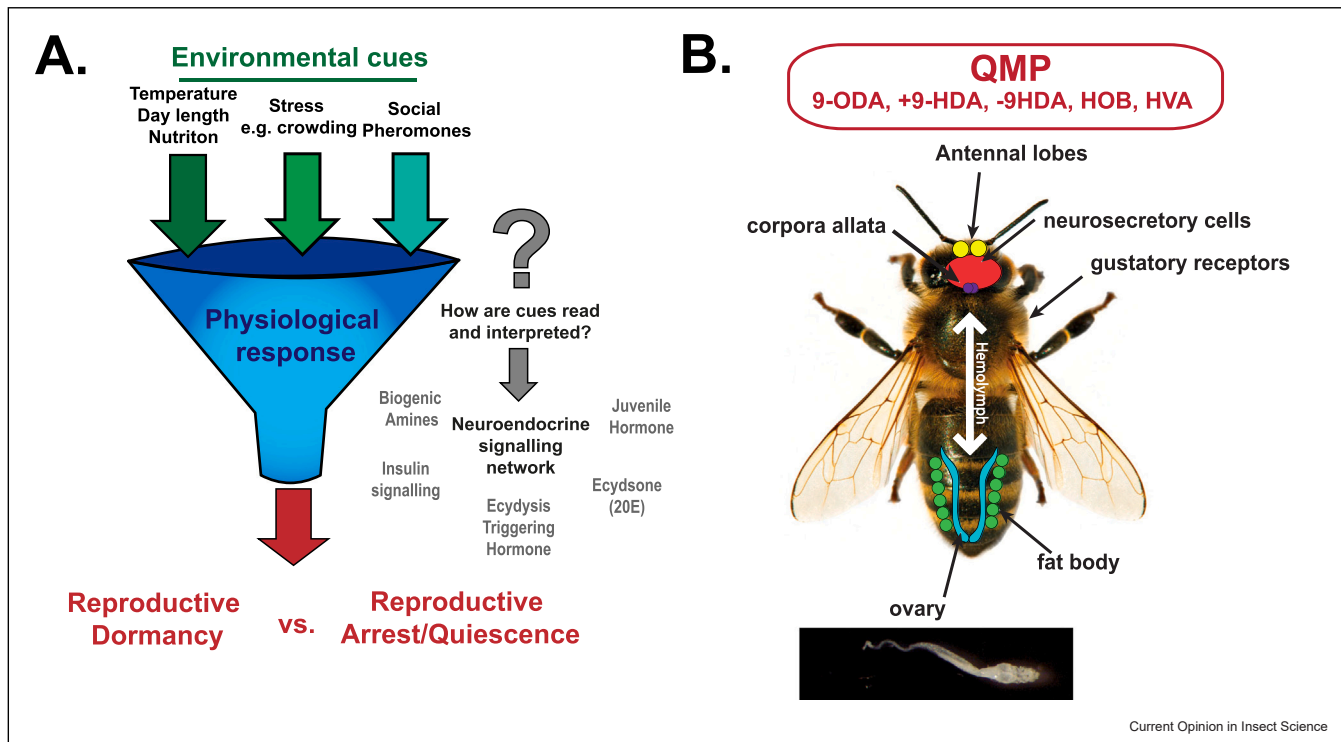 A.
Environmental cues
Temperature
Day length
Nutriton
Stress
e.g. crowding
Social
Pheromones
Physiological
response
?
How are cues read
and interpreted?
Biogenic
Amines
Juvenile
Hormone
Neuroendocrine
signalling
network
Insulin
signalling
Ecydsone
(20E)
Ecydysis
Triggering
Hormone
Reproductive
Dormancy
vs.
Reproductive
Arrest/Quiescence
B.
QMP
9-ODA, +9-HDA, -9HDA, HOB, HVA
Antennal lobes
corpora allata
neurosecretory cells
gustatory receptors
Hemolymph
fat body
ovary
Current Opinion in Insect Science